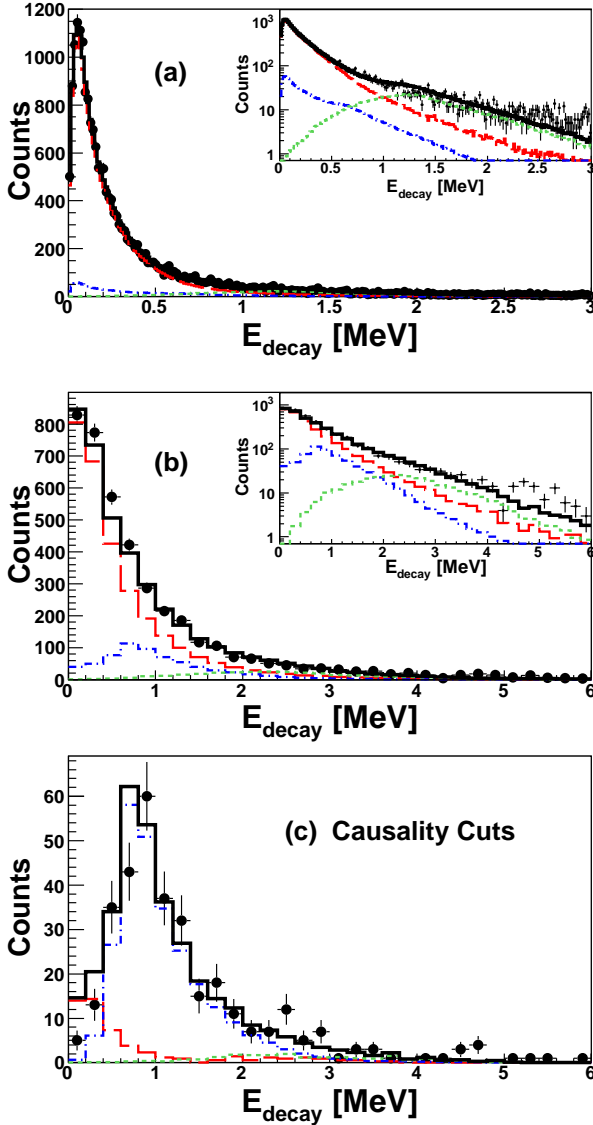 1200
1000
800
600
400
200
0
Counts
(a)
10³
10²
10
1
Counts
0 0.5 1 1.5 2 2.5 3
E_decay [MeV]
0 0.5 1 1.5 2 2.5 3
E_decay [MeV]
800
700
600
500
400
300
200
100
0
Counts
(b)
10³
10²
10
1
Counts
0 1 2 3 4 5 6
E_decay [MeV]
0 1 2 3 4 5 6
E_decay [MeV]
60
50
40
30
20
10
0
Counts
(c) Causality Cuts
0 1 2 3 4 5 6
E_decay [MeV]